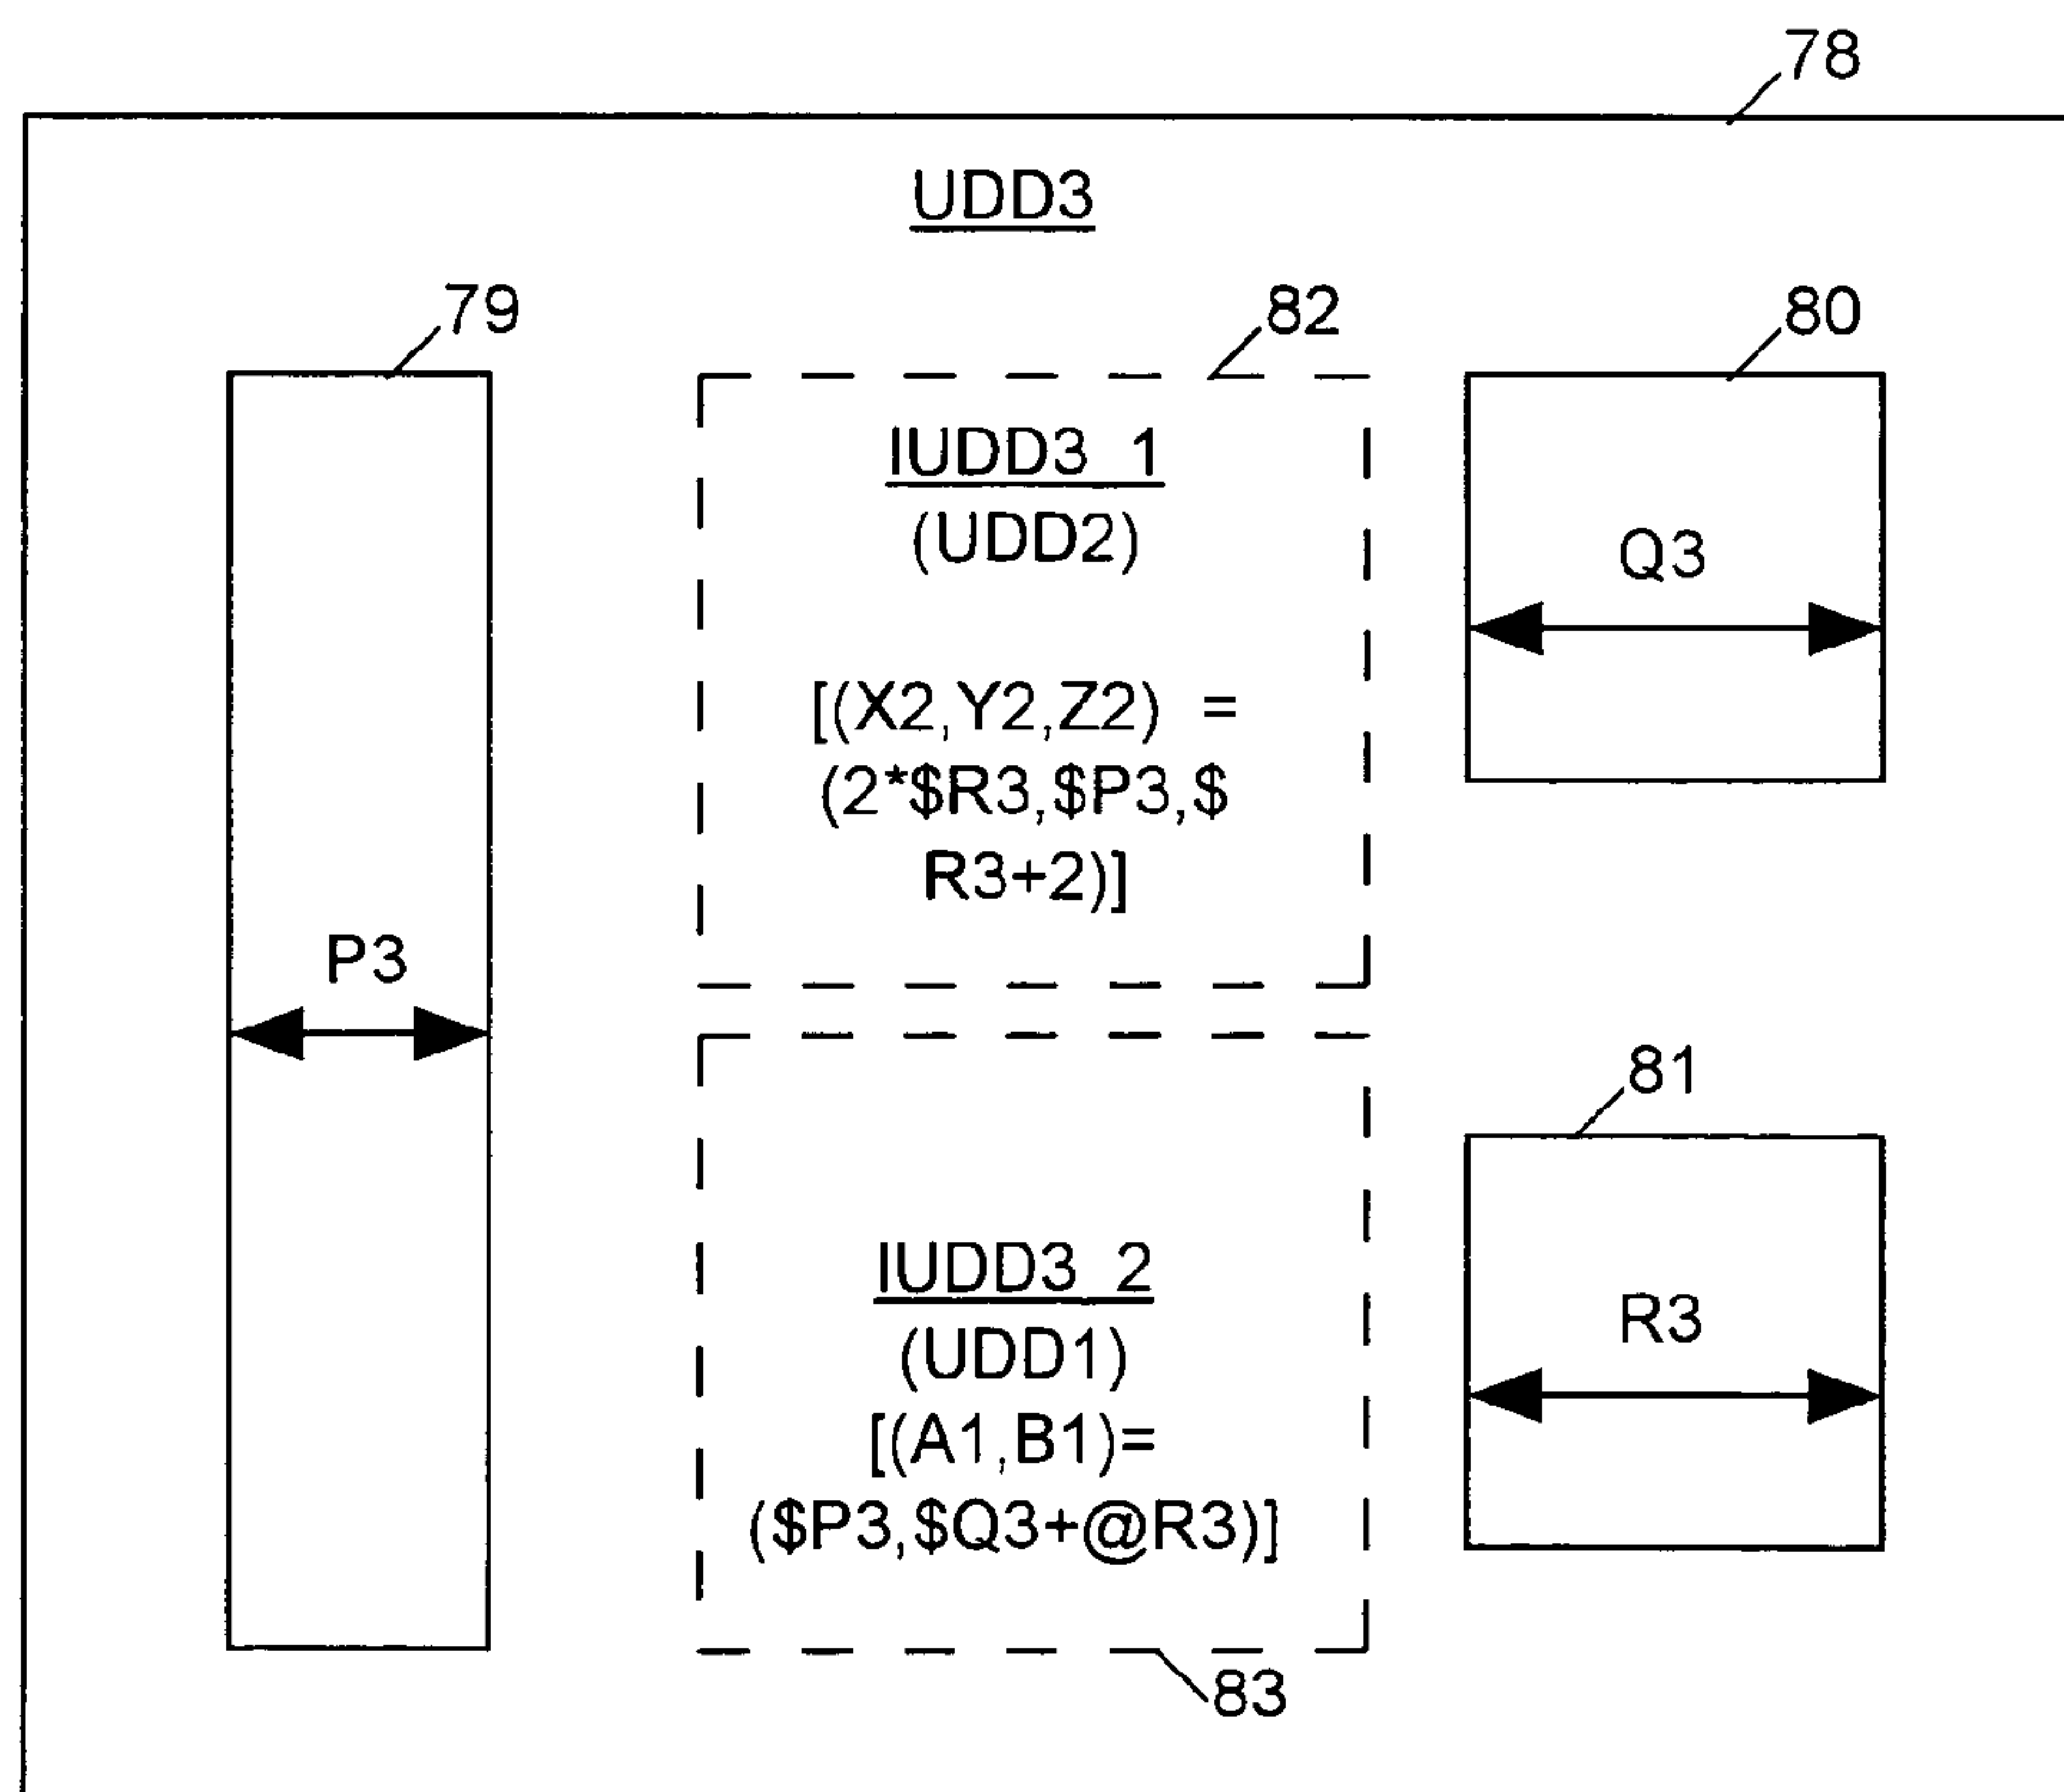 78
UDD3
79
82
80
IUDD3_1
(UDD2)
[(X2,Y2,Z2) =
(2*$R3,$P3,$
R3+2)]
Q3
P3
81
IUDD3_2
(UDD1)
[(A1,B1)=
($P3,$Q3+@R3)]
R3
83